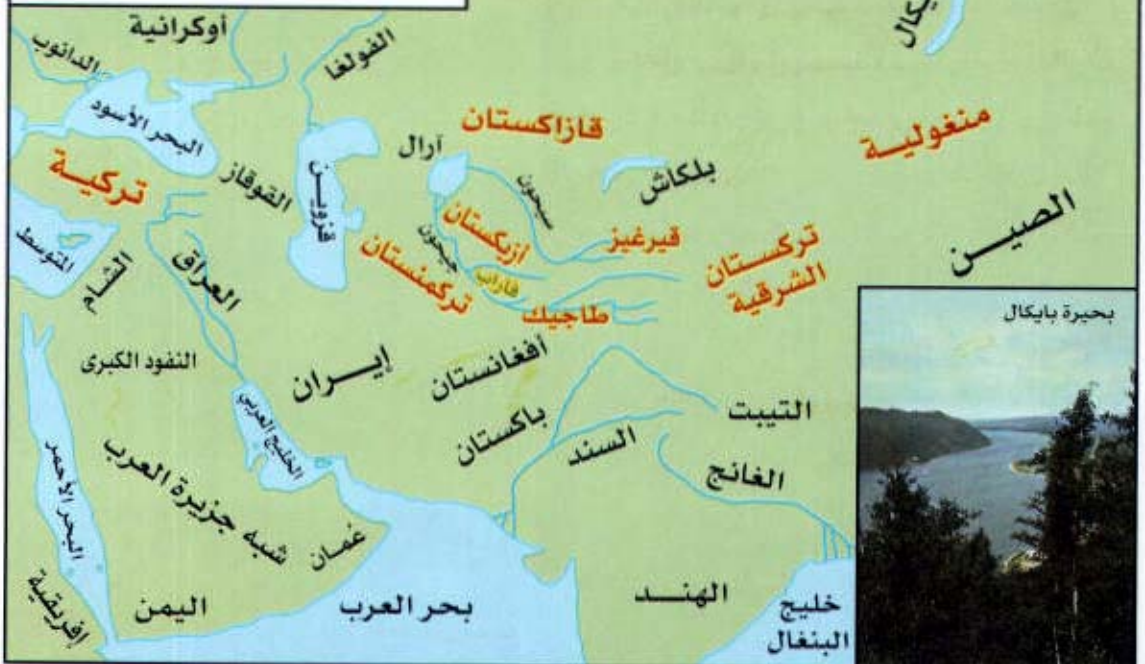 أوكرانية
الفولغا
الدانوب
البحر الأسود
قازاكستان
منغولية
آرال
بلكاش
سيحون
تركية
القوقاز
قزوين
أزبكستان
قيرغيز
تركستان
الشرقية
الصين
المتوسط
الشام
العراق
جيحون
تركمنستان
فاراب
طاجيك
بحيرة بايكال
النفود الكبرى
إيران
أفغانستان
التيبت
الخليج العربي
باكستان
السند
الغانج
البحر الأحمر
شبه جزيرة العرب
عُمان
إفريقية
اليمن
بحر العرب
الهند
خليج
البنغال